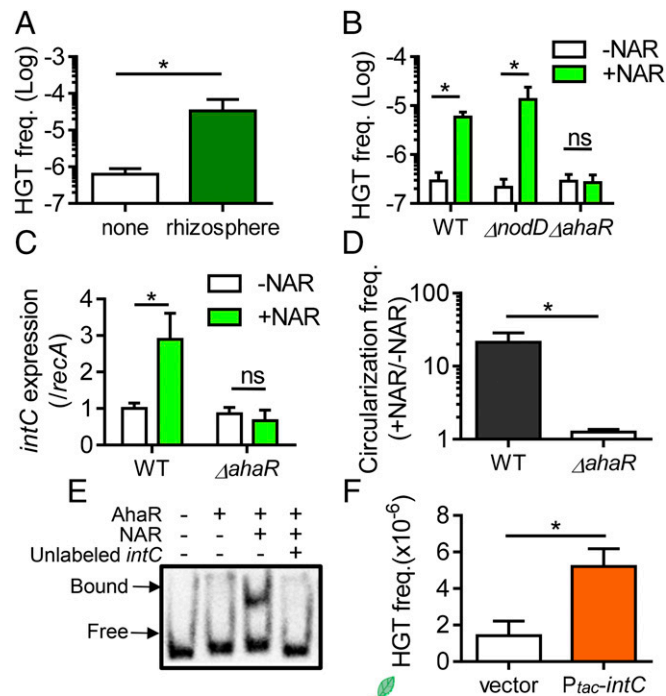 A
HGT freq. (Log)
-3
-4
-5
-6
-7
*
none rhizosphere
B
HGT freq. (Log)
-4
-5
-6
-7
-NAR
+NAR
*
*
ns
WT ΔnodD ΔahaR
C
intC expression
(/recA)
4
3
2
1
0
-NAR
+NAR
*
ns
WT ΔahaR
D
Circularization freq.
(+NAR/-NAR)
100
10
1
*
WT ΔahaR
E
AhaR - + + +
NAR - - + +
Unlabeled intC - - - +
Bound
Free
F
HGT freq.(x10-6)
8
6
4
2
0
*
vector Ptac-intC